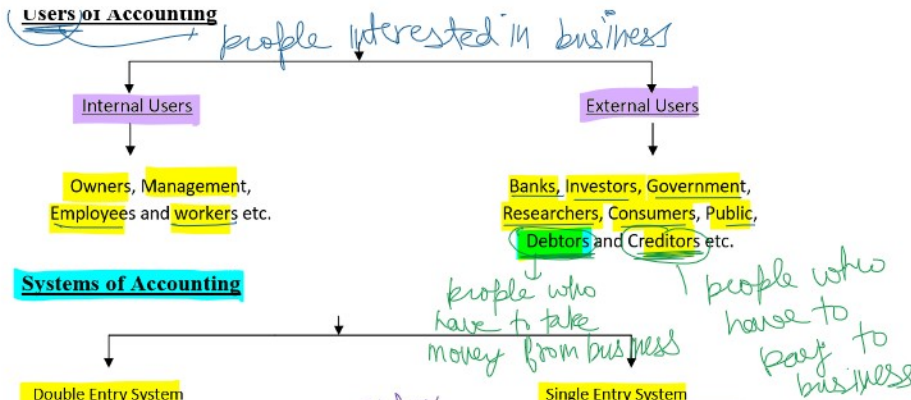 Users of Accounting
people interested in business
Internal Users
External Users
Owners, Management,
Employees and workers etc.
Banks, Investors, Government,
Researchers, Consumers, Public,
Debtors and Creditors etc.
people who
have to take
money from business
people who
have to
pay to
business
Systems of Accounting
Double Entry System
Single Entry System